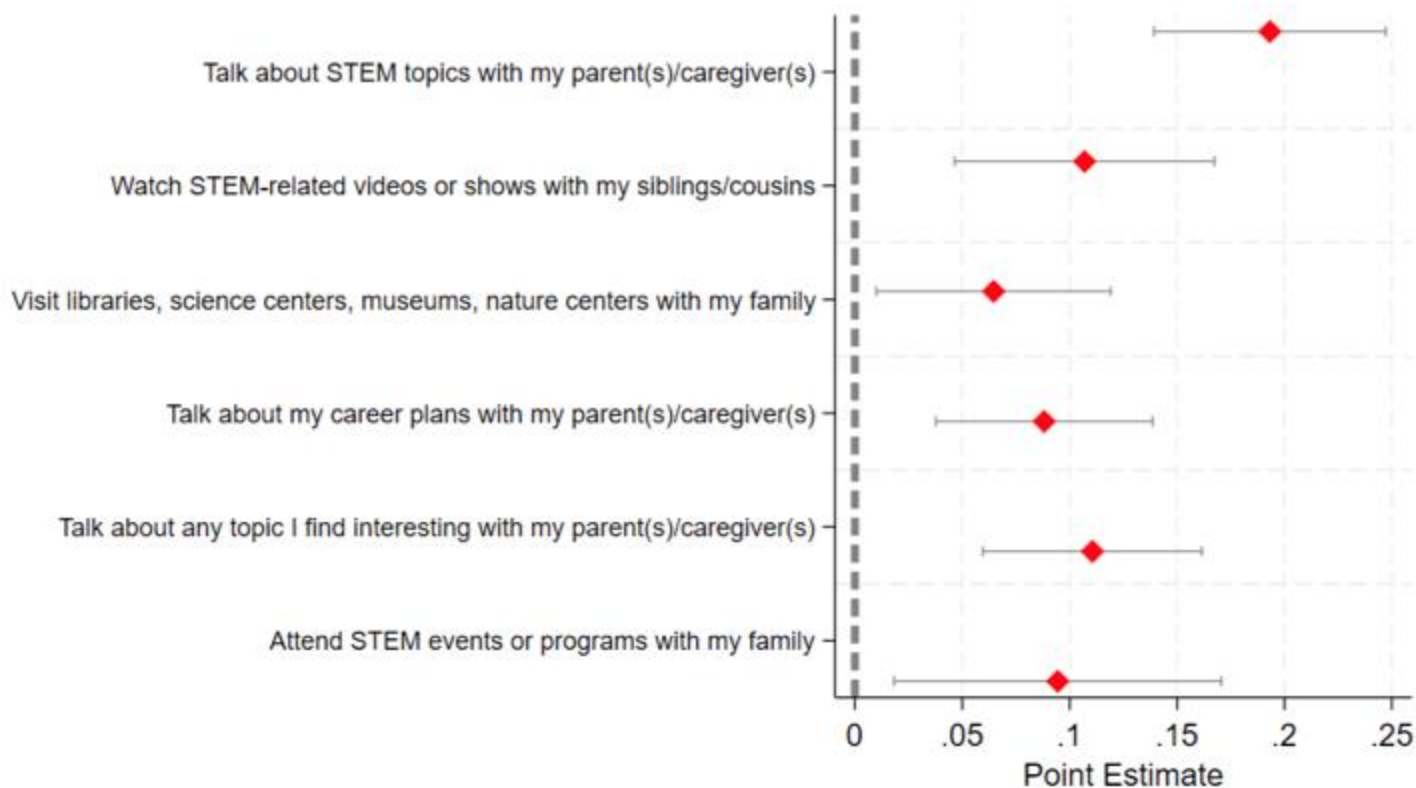 Talk about STEM topics with my parent(s)/caregiver(s)
Watch STEM-related videos or shows with my siblings/cousins
Visit libraries, science centers, museums, nature centers with my family
Talk about my career plans with my parent(s)/caregiver(s)
Talk about any topic I find interesting with my parent(s)/caregiver(s)
Attend STEM events or programs with my family
0 .05 .1 .15 .2 .25
Point Estimate